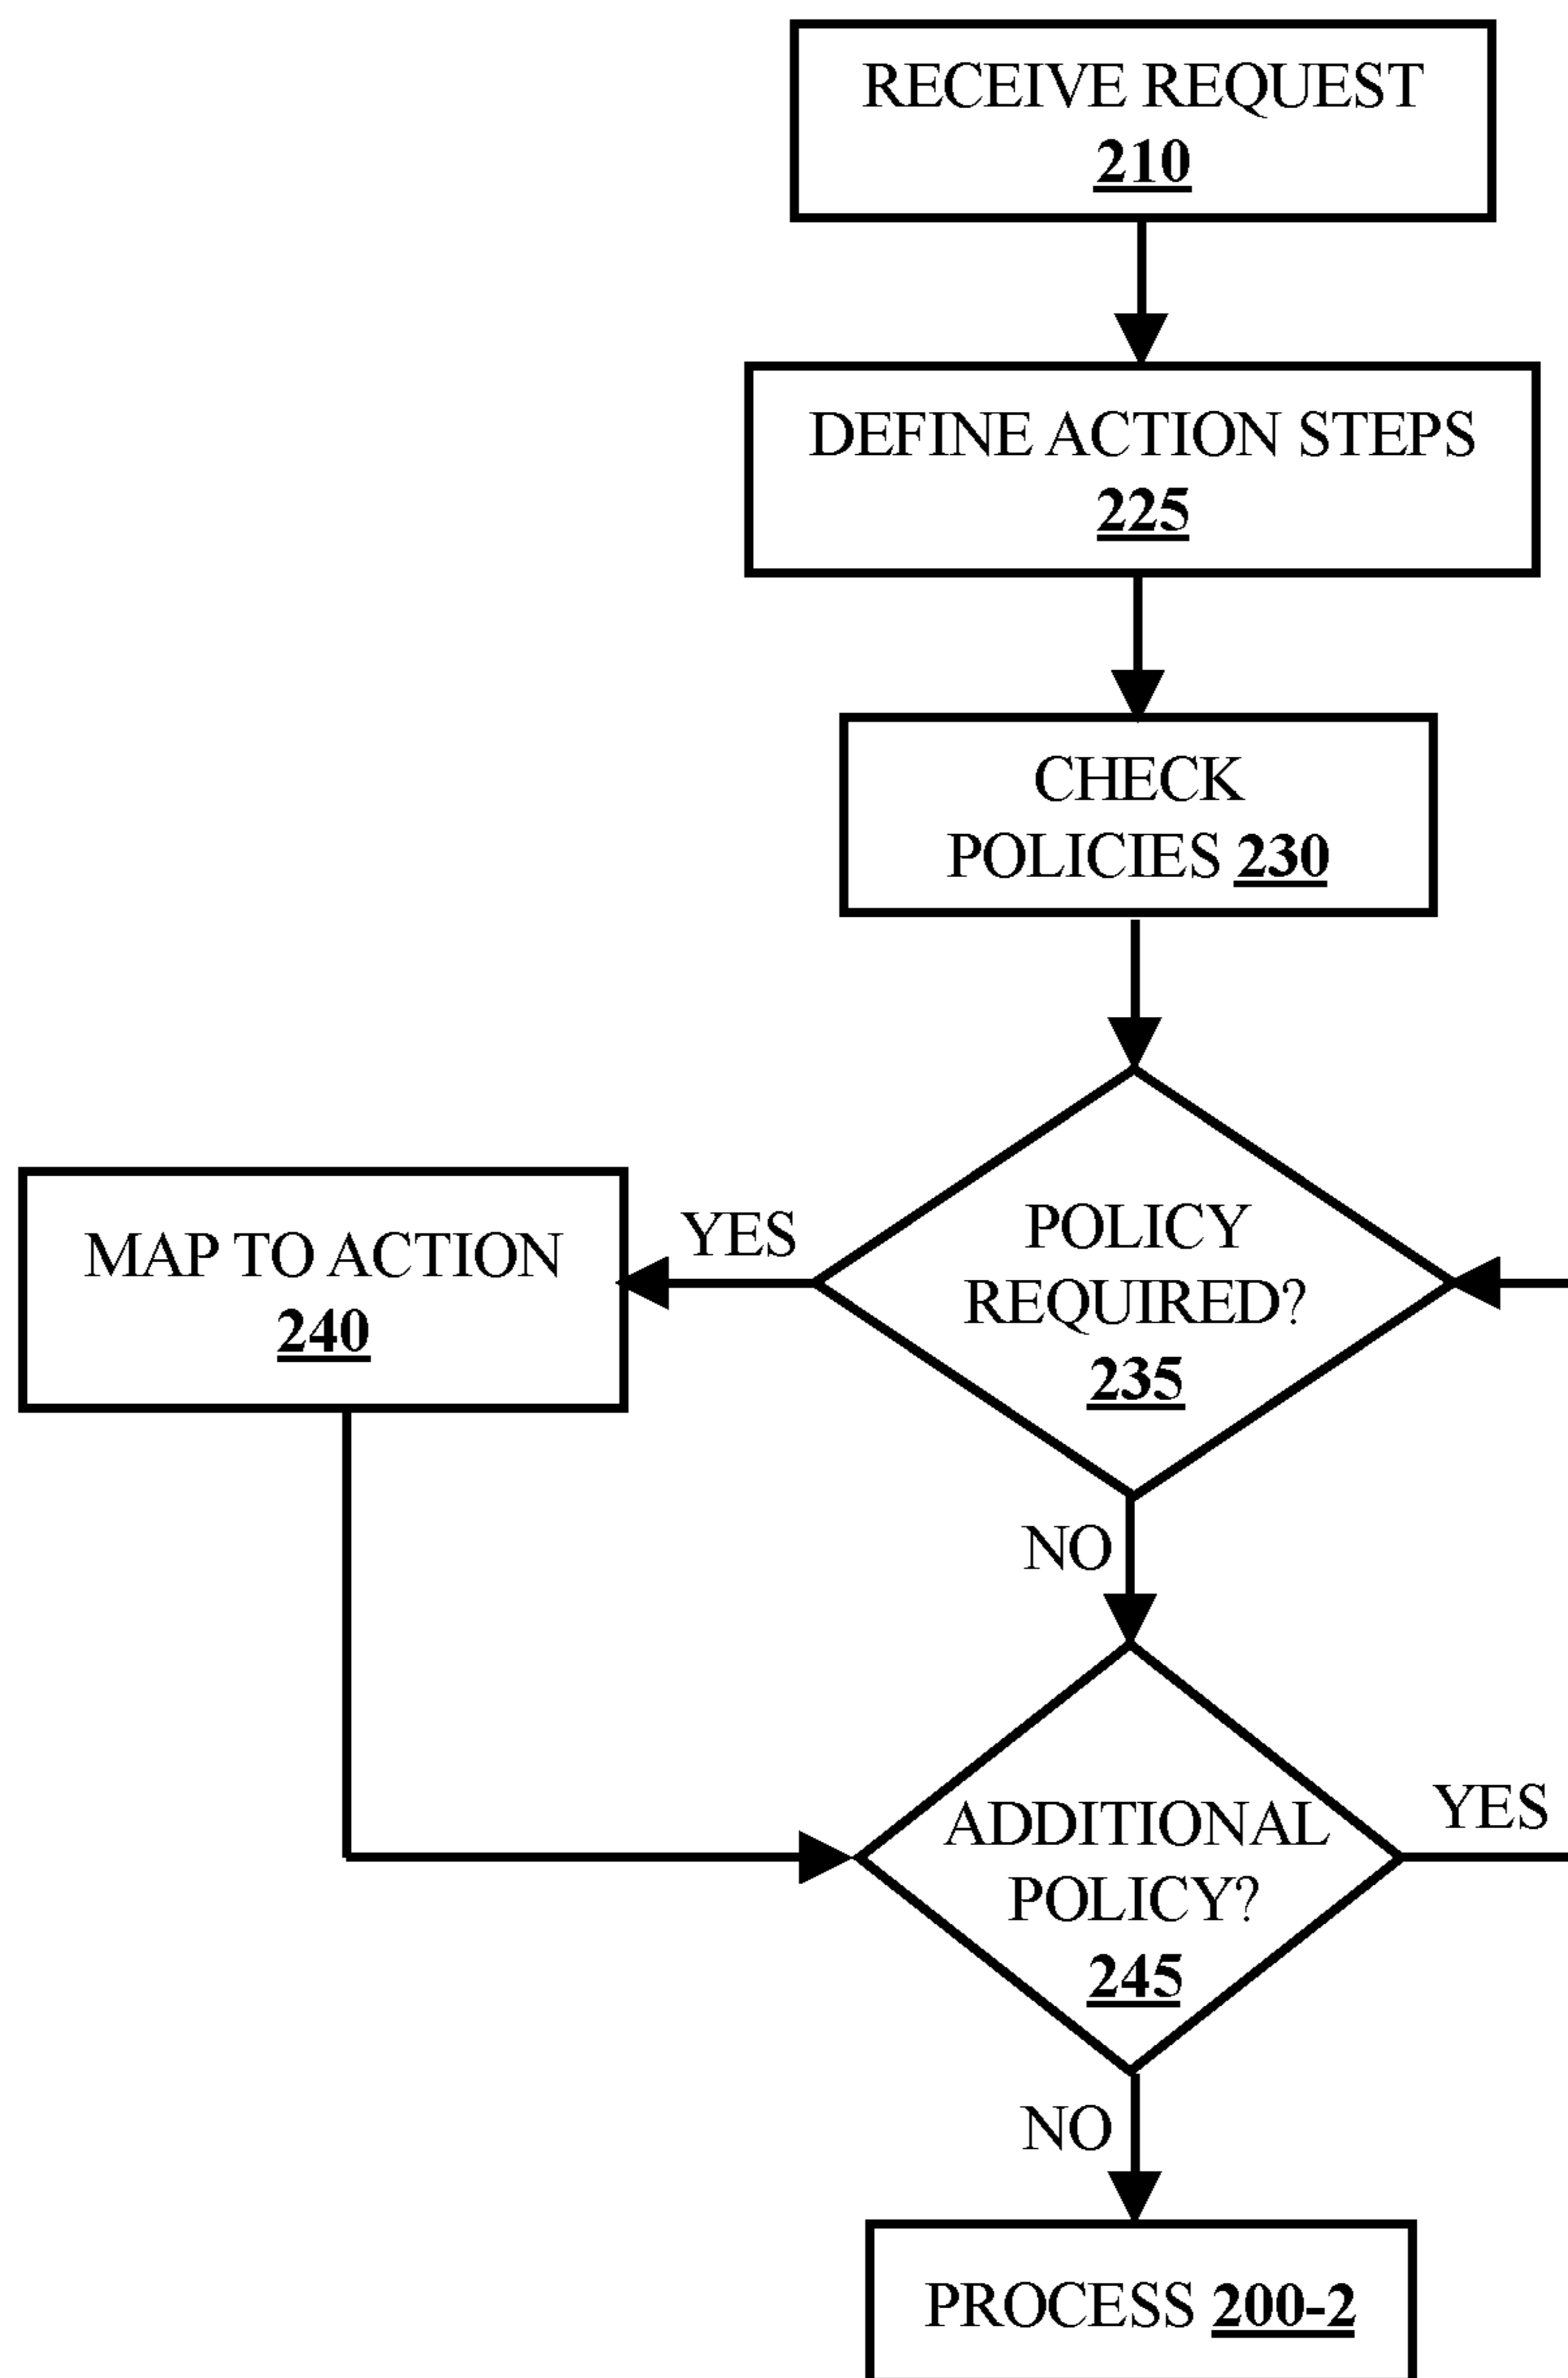 RECEIVE REQUEST
210
DEFINE ACTION STEPS
225
CHECK
POLICIES 230
MAP TO ACTION
240
YES
POLICY
REQUIRED?
235
NO
ADDITIONAL
POLICY?
245
YES
NO
PROCESS 200-2